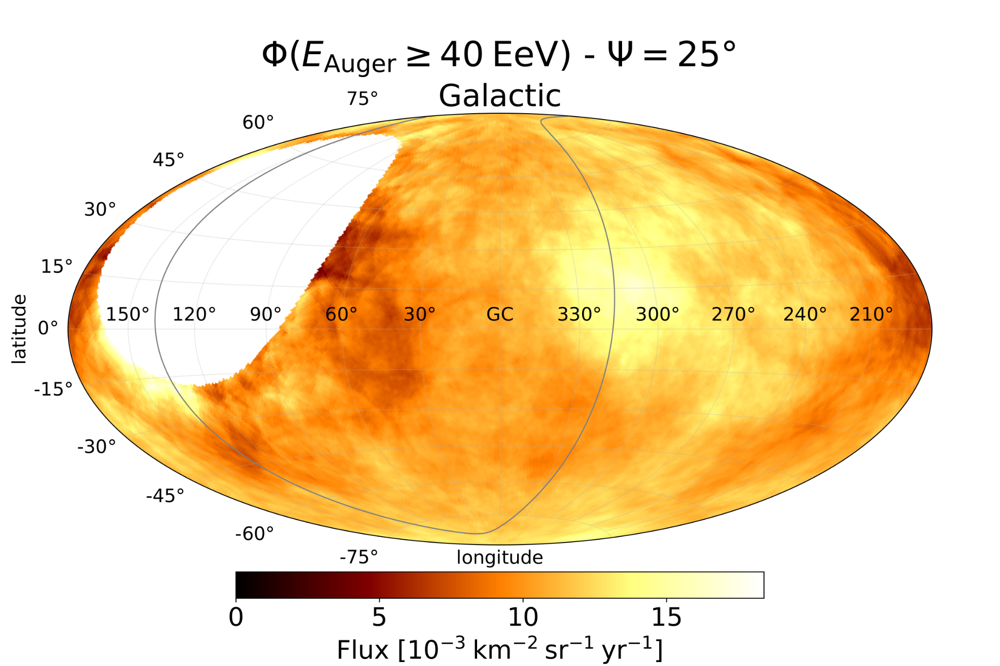 Φ(E_Auger ≥ 40 EeV) - Ψ = 25°
Galactic
75°
60°
45°
30°
15°
150° 120° 90° 60° 30° GC 330° 300° 270° 240° 210°
0°
latitude
-15°
-30°
-45°
-60°
-75°
longitude
0 5 10 15
Flux [10⁻³ km⁻² sr⁻¹ yr⁻¹]